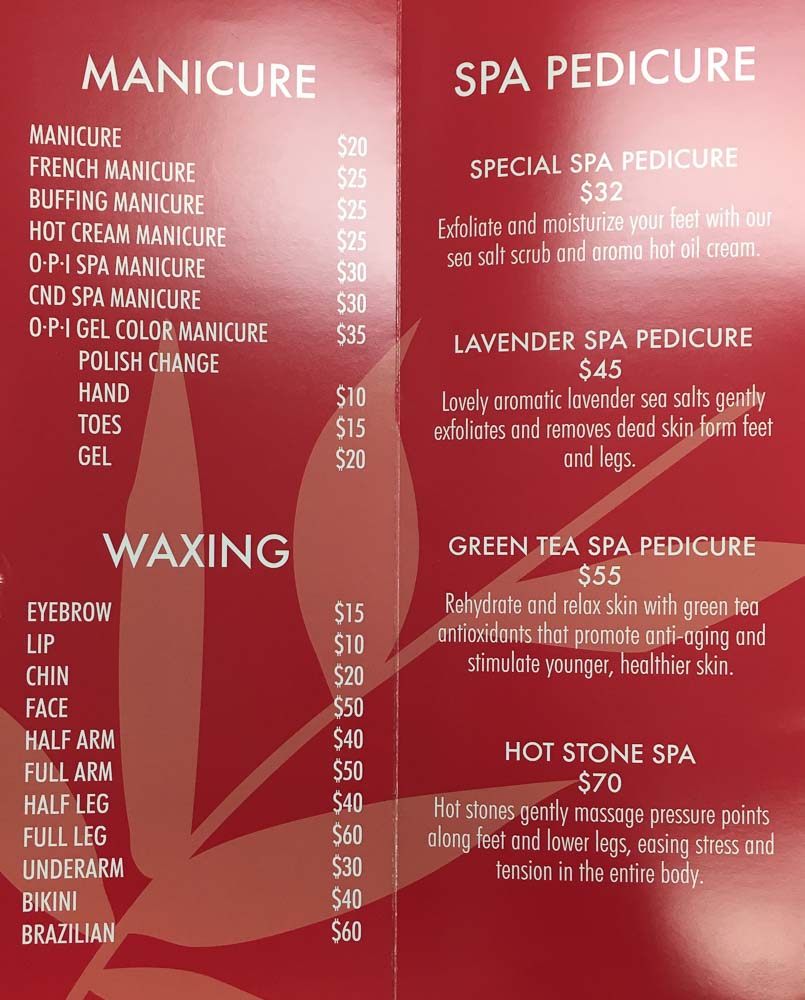 MANICURE
MANICURE $20
FRENCH MANICURE $25
BUFFING MANICURE $25
HOT CREAM MANICURE $25
O·P·I SPA MANICURE $30
CND SPA MANICURE $30
O·P·I GEL COLOR MANICURE $35
POLISH CHANGE
HAND $10
TOES $15
GEL $20
WAXING
EYEBROW $15
LIP $10
CHIN $20
FACE $50
HALF ARM $40
FULL ARM $50
HALF LEG $40
FULL LEG $60
UNDERARM $30
BIKINI $40
BRAZILIAN $60
SPA PEDICURE
SPECIAL SPA PEDICURE
$32
Exfoliate and moisturize your feet with our
sea salt scrub and aroma hot oil cream.
LAVENDER SPA PEDICURE
$45
Lovely aromatic lavender sea salts gently
exfoliates and removes dead skin form feet
and legs.
GREEN TEA SPA PEDICURE
$55
Rehydrate and relax skin with green tea
antioxidants that promote anti-aging and
stimulate younger, healthier skin.
HOT STONE SPA
$70
Hot stones gently massage pressure points
along feet and lower legs, easing stress and
tension in the entire body.